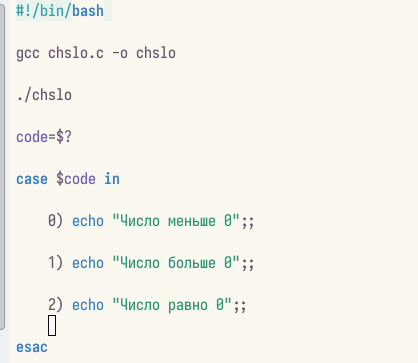 #!/bin/bash
gcc chslo.c -o chslo
./chslo
code=$?
case $code in
0) echo "Число меньше 0";;
1) echo "Число больше 0";;
2) echo "Число равно 0";;
esac